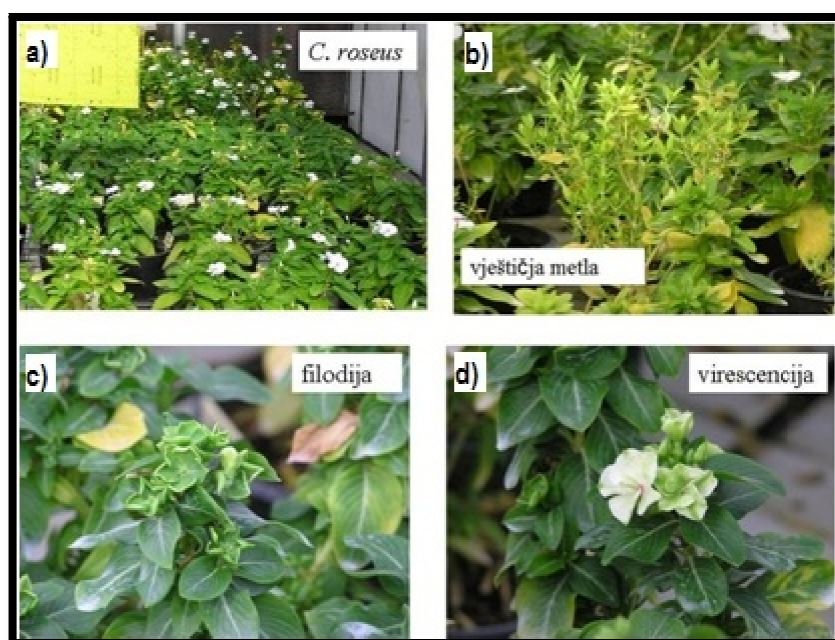 a)
C. roseus
b)
vještičja metla
c)
filodija
d)
virescencija